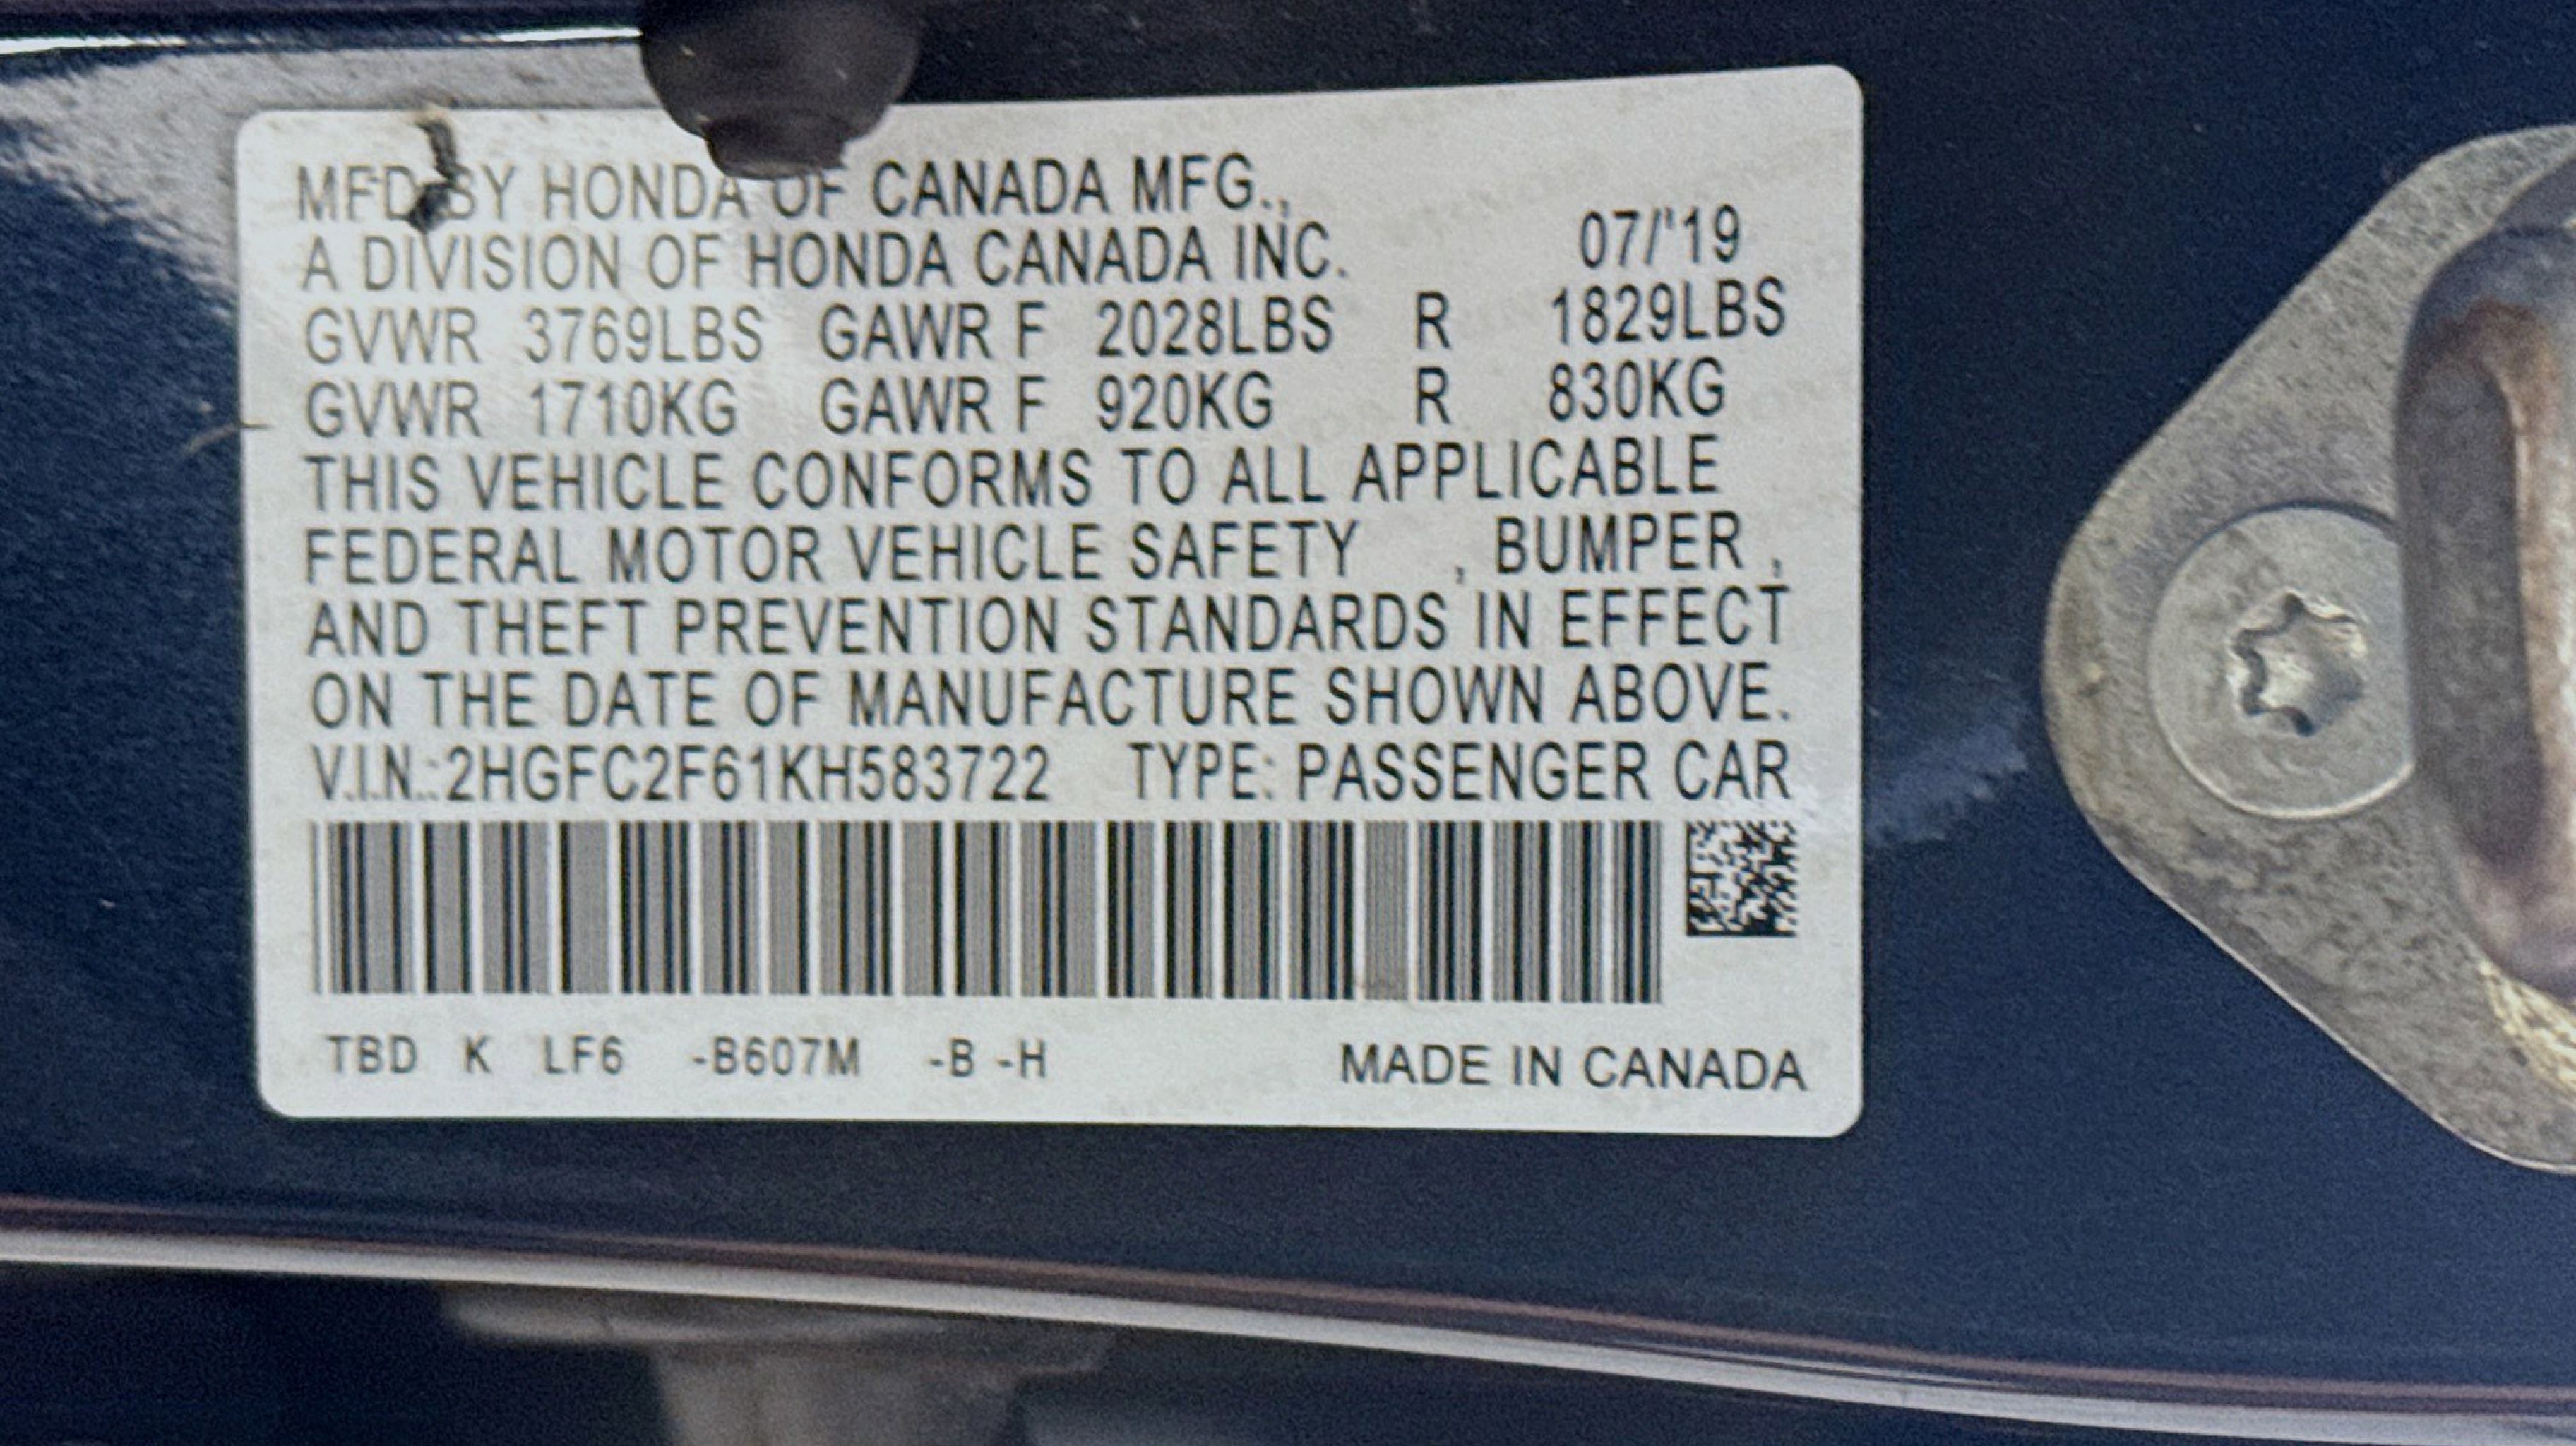 MFD BY HONDA OF CANADA MFG.,
A DIVISION OF HONDA CANADA INC. 07/'19
GVWR 3769LBS GAWR F 2028LBS R 1829LBS
GVWR 1710KG GAWR F 920KG R 830KG
THIS VEHICLE CONFORMS TO ALL APPLICABLE
FEDERAL MOTOR VEHICLE SAFETY , BUMPER ,
AND THEFT PREVENTION STANDARDS IN EFFECT
ON THE DATE OF MANUFACTURE SHOWN ABOVE.
V.I.N.:2HGFC2F61KH583722 TYPE: PASSENGER CAR
TBD K LF6 -B607M -B -H MADE IN CANADA